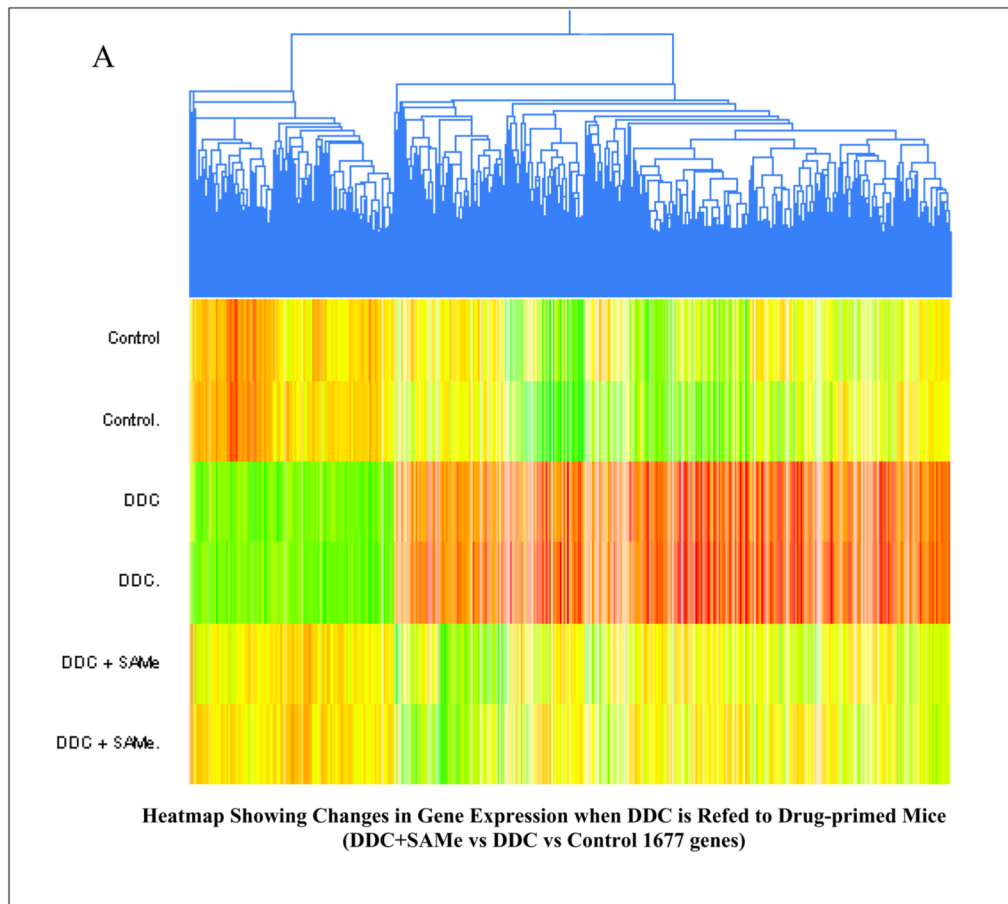 A
Control
Control.
DDC
DDC.
DDC + SAMe
DDC + SAMe.
Heatmap Showing Changes in Gene Expression when DDC is Refed to Drug-primed Mice
(DDC+SAMe vs DDC vs Control 1677 genes)